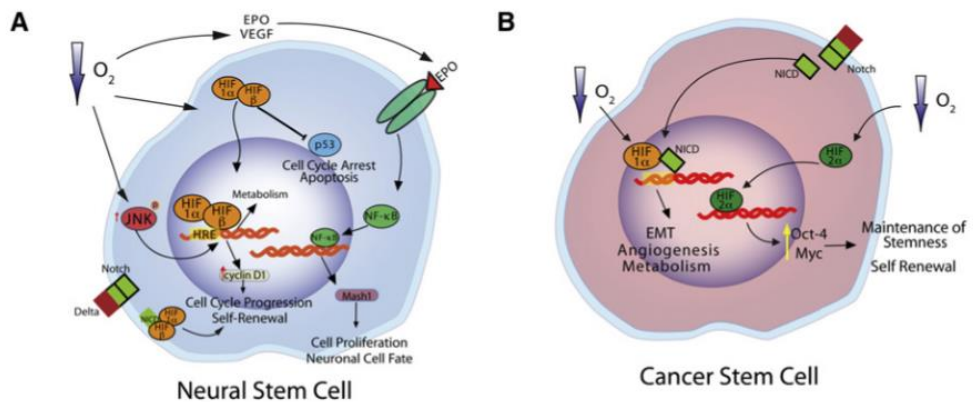 A
EPO
VEGF
O2
EPO
HIF
1α
HIF
β
p53
Cell Cycle Arrest
Apoptosis
Metabolism
JNK
HIF
1α
HIF
β
HRE
NF-κB
NF-κB
cyclin D1
Mash1
Notch
Delta
NICD
HIF
1α
HIF
β
Cell Cycle Progression
Self-Renewal
Cell Proliferation
Neuronal Cell Fate
Neural Stem Cell
B
NICD
Notch
O2
O2
HIF
1α
NICD
HIF
2α
HIF
2α
EMT
Angiogenesis
Metabolism
Oct-4
Myc
Maintenance of
Stemness
Self Renewal
Cancer Stem Cell